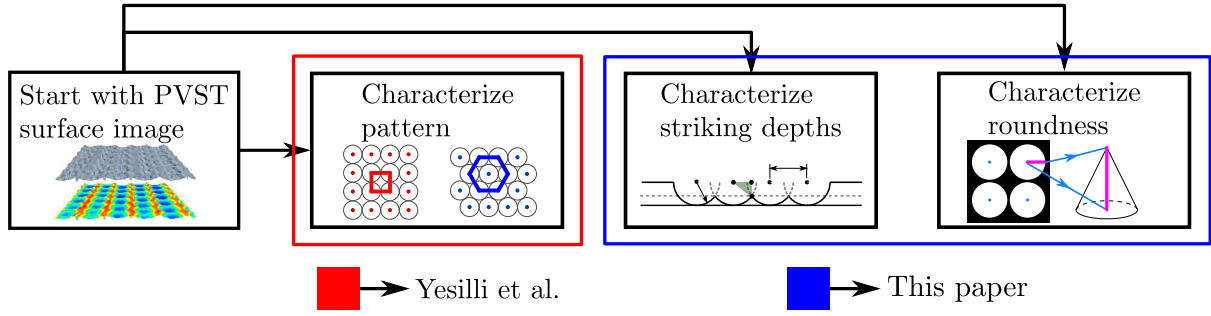 Start with PVST
surface image
Characterize
pattern
Characterize
striking depths
Characterize
roundness
Yesilli et al.
This paper